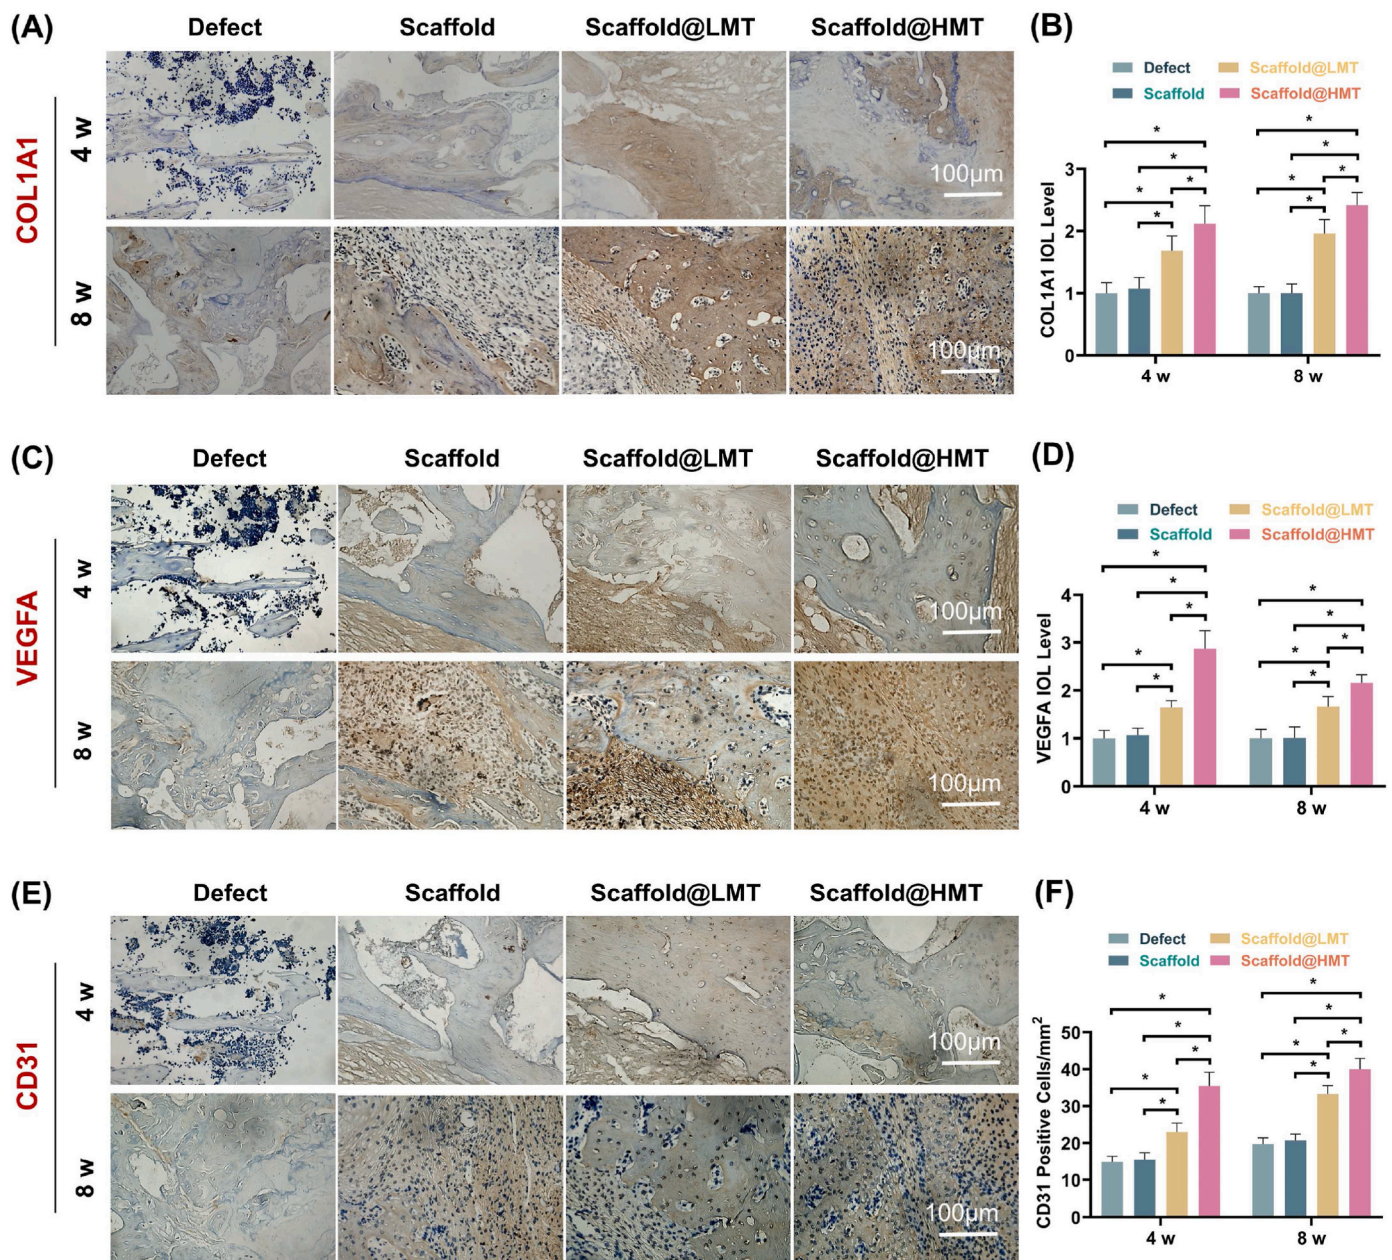 (A)
Defect Scaffold Scaffold@LMT Scaffold@HMT
COL1A1
4 w
100μm
8 w
100μm
(B)
Defect Scaffold@LMT
Scaffold Scaffold@HMT
* * * * * * * * * *
COL1A1 IOL Level
3
2
1
0
4 w 8 w
(C)
Defect Scaffold Scaffold@LMT Scaffold@HMT
VEGFA
4 w
100μm
8 w
100μm
(D)
Defect Scaffold@LMT
Scaffold Scaffold@HMT
* * * * * * * * * *
VEGFA IOL Level
4
3
2
1
0
4 w 8 w
(E)
Defect Scaffold Scaffold@LMT Scaffold@HMT
CD31
4 w
100μm
8 w
100μm
(F)
Defect Scaffold@LMT
Scaffold Scaffold@HMT
* * * * * * * * * *
CD31 Positive Cells/mm²
50
40
30
20
10
0
4 w 8 w